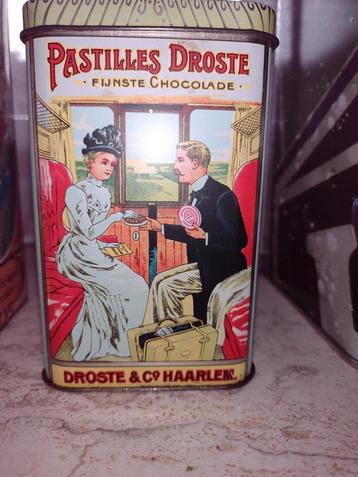 PASTILLES DROSTE
· FIJNSTE CHOCOLADE ·
DROSTE & Co HAARLEM.